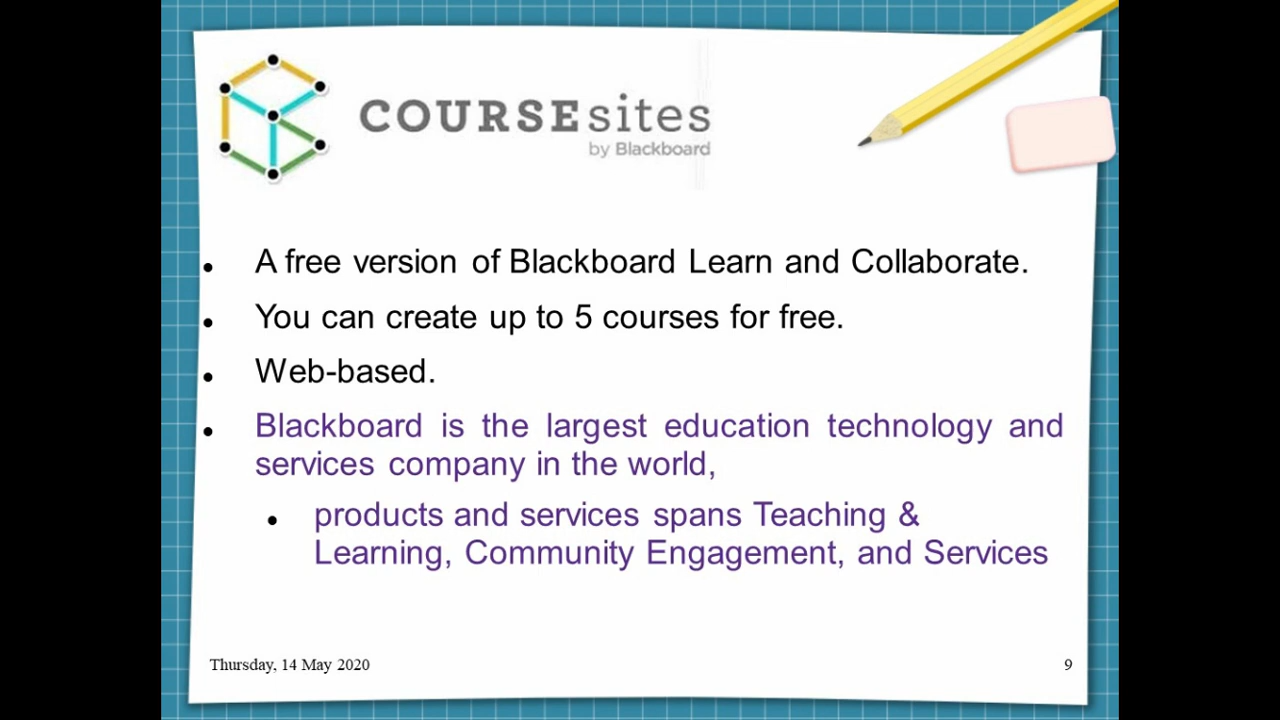 COURSEsites
by Blackboard
A free version of Blackboard Learn and Collaborate.
You can create up to 5 courses for free.
Web-based.
Blackboard is the largest education technology and
services company in the world,
products and services spans Teaching &
Learning, Community Engagement, and Services
Thursday, 14 May 2020
9